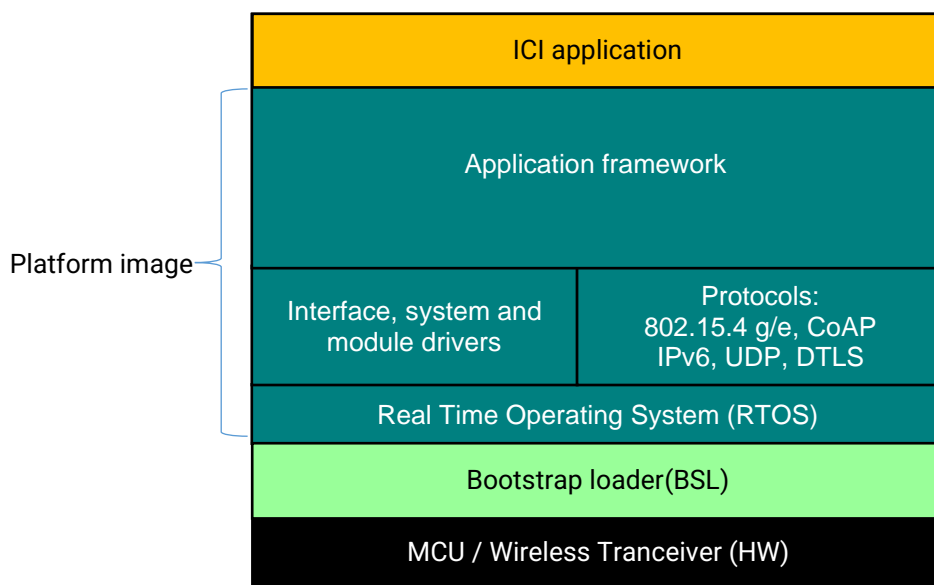 ICI application
Application framework
Platform image
Interface, system and
module drivers
Protocols:
802.15.4 g/e, CoAP
IPv6, UDP, DTLS
Real Time Operating System (RTOS)
Bootstrap loader(BSL)
MCU / Wireless Tranceiver (HW)